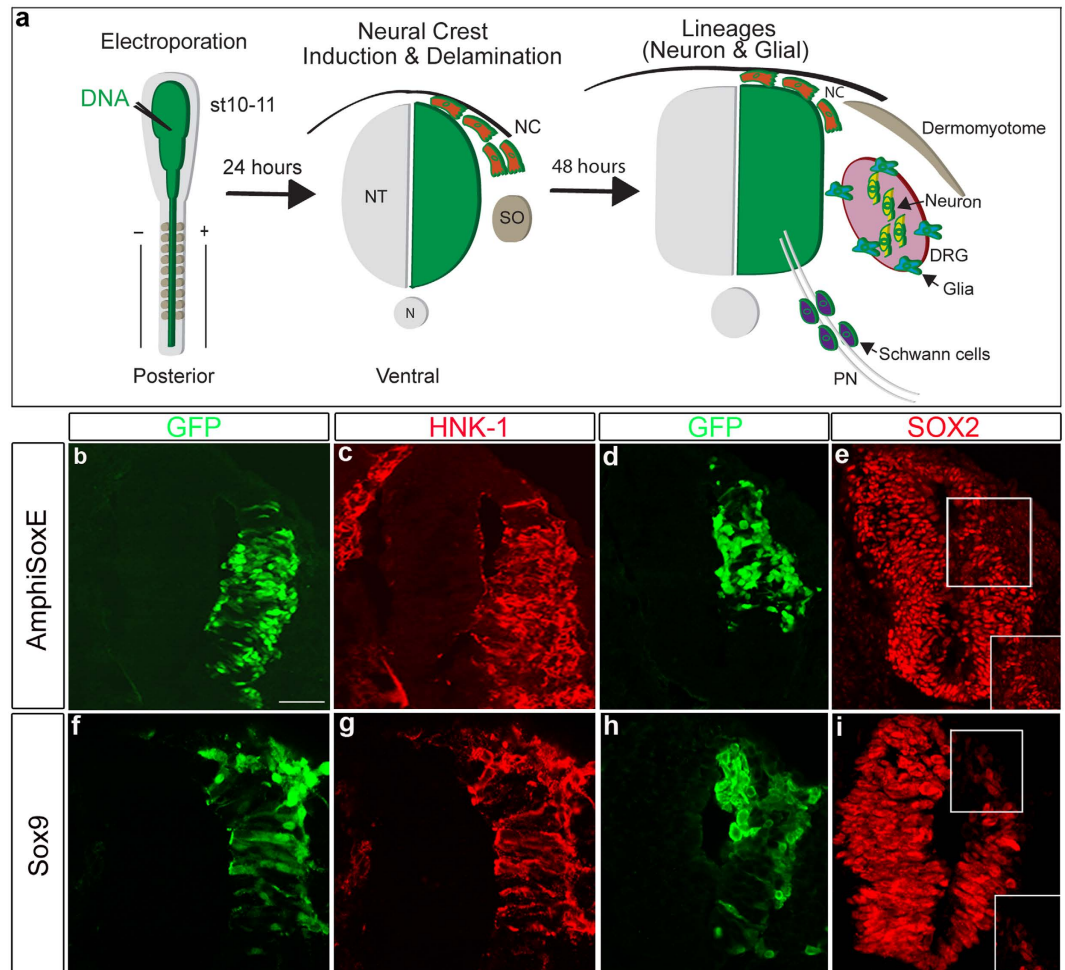 a
Electroporation
DNA
st10-11
– +
Posterior
24 hours
Neural Crest
Induction & Delamination
NC
NT
SO
N
Ventral
48 hours
Lineages
(Neuron & Glial)
NC
Dermomyotome
Neuron
DRG
Glia
Schwann cells
PN
GFP HNK-1 GFP SOX2
AmphiSoxE
b c d e
Sox9
f g h i